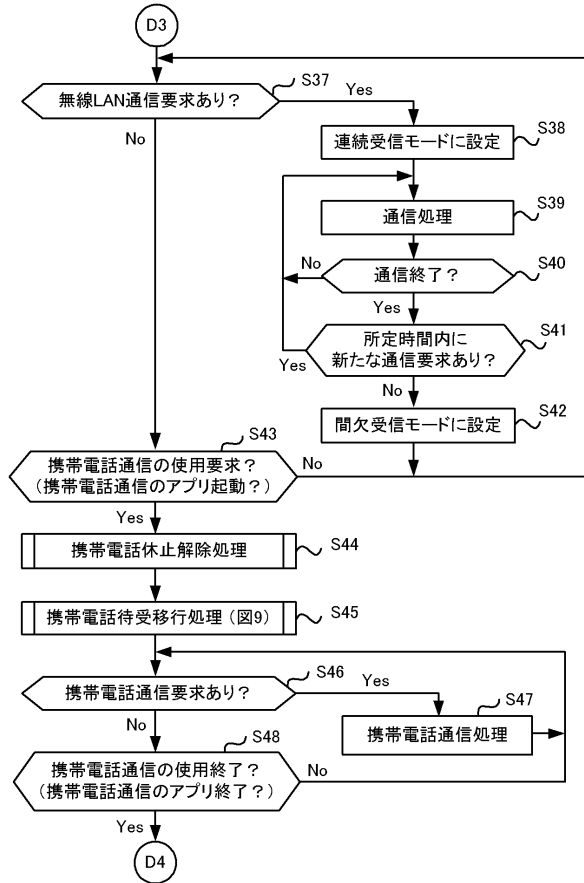 D3
無線LAN通信要求あり？
S37
Yes
No
連続受信モードに設定
S38
通信処理
S39
通信終了？
S40
No
Yes
所定時間内に
新たな通信要求あり？
S41
Yes
No
間欠受信モードに設定
S42
携帯電話通信の使用要求？
（携帯電話通信のアプリ起動？）
S43
No
Yes
携帯電話休止解除処理
S44
携帯電話待受移行処理（図9）
S45
携帯電話通信要求あり？
S46
Yes
No
携帯電話通信処理
S47
携帯電話通信の使用終了？
（携帯電話通信のアプリ終了？）
S48
No
Yes
D4